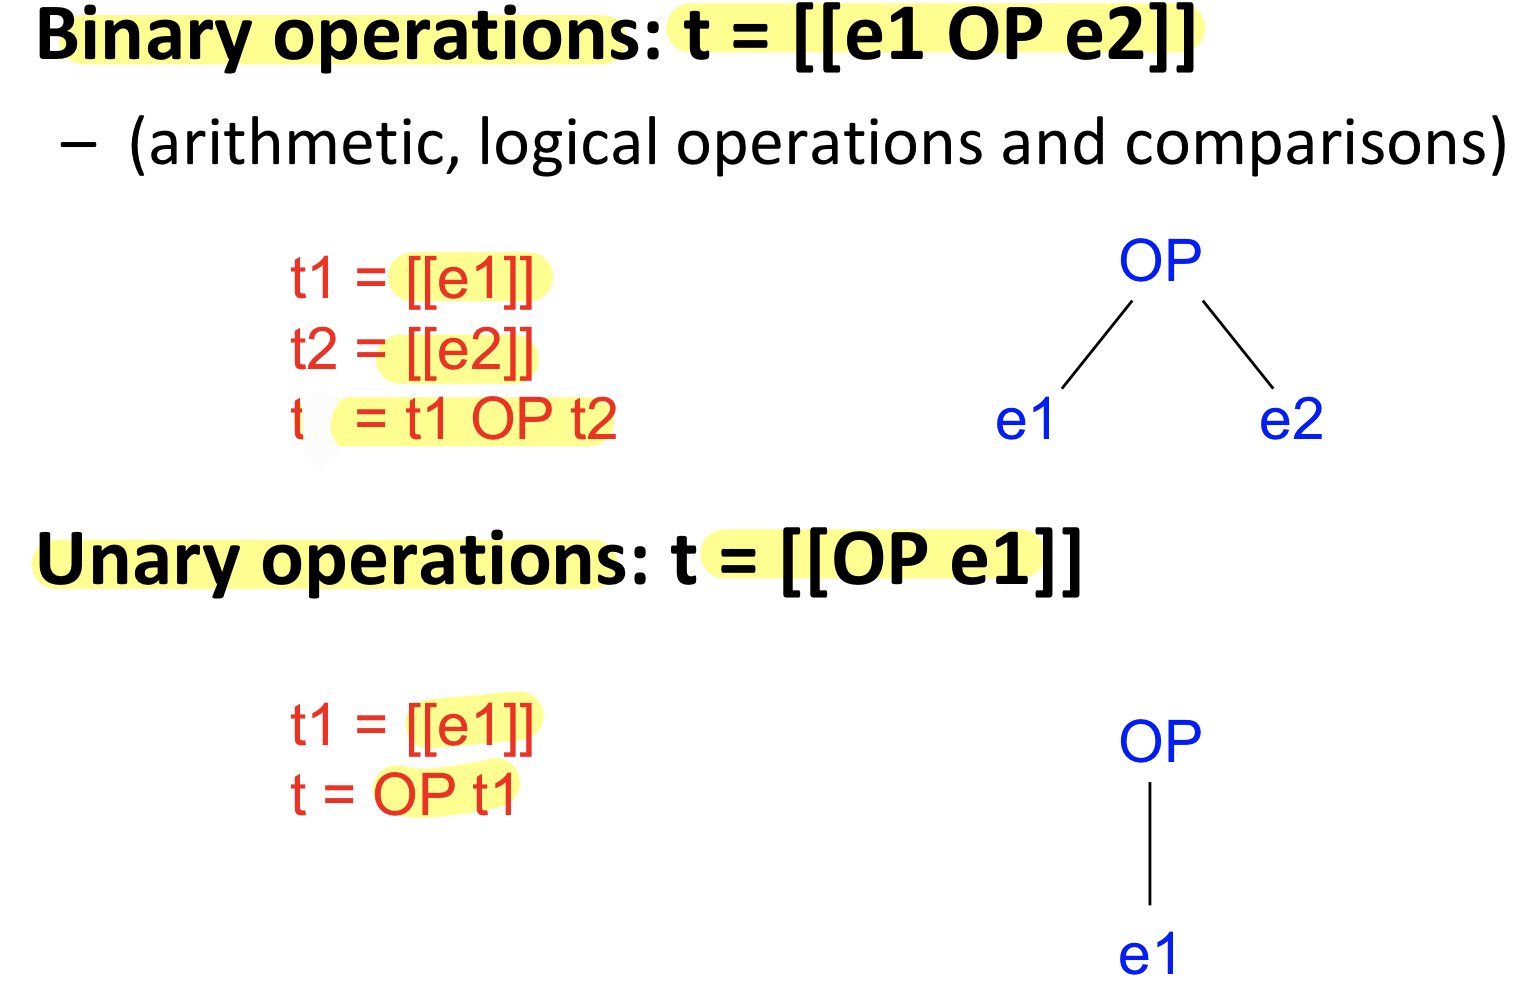 Binary operations: t = [[e1 OP e2]]
– (arithmetic, logical operations and comparisons)
t1 = [[e1]]
t2 = [[e2]]
t = t1 OP t2
OP
e1 e2
Unary operations: t = [[OP e1]]
t1 = [[e1]]
t = OP t1
OP
e1